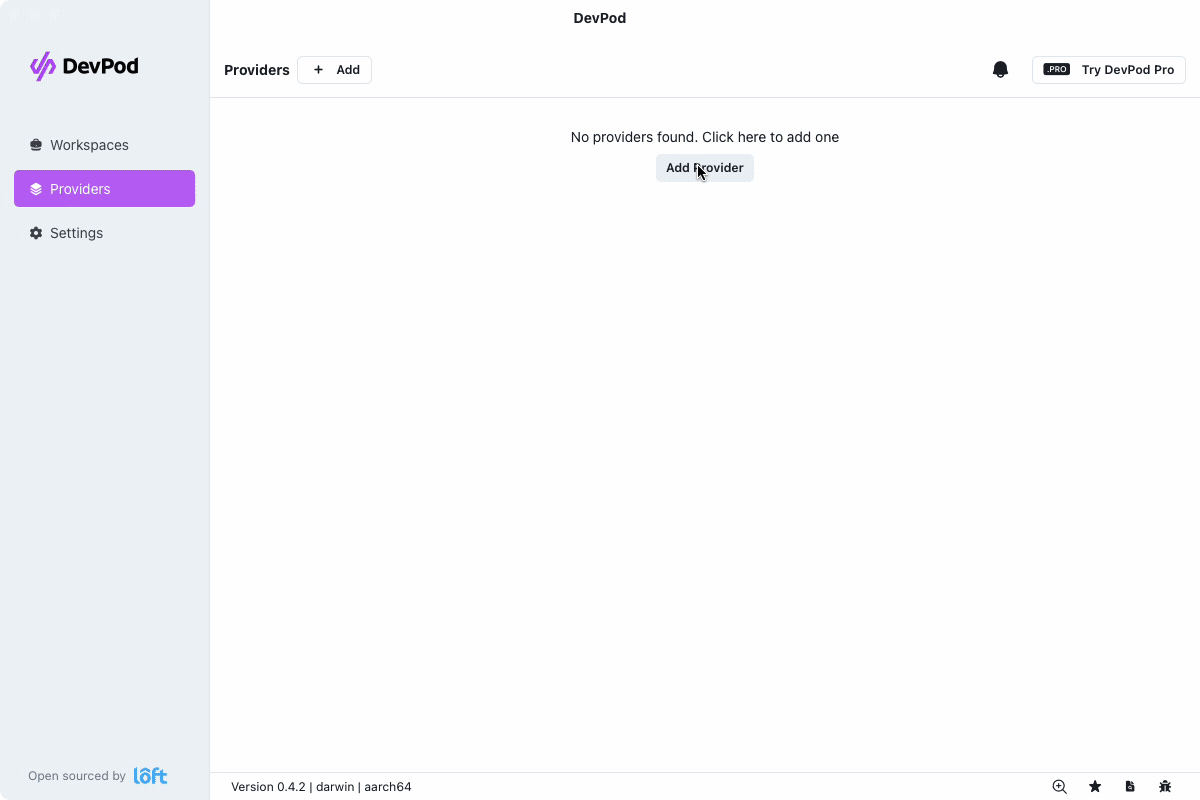 DevPod
DevPod
Providers
Add
.PRO
Try DevPod Pro
Workspaces
Providers
Settings
No providers found. Click here to add one
Add Provider
Open sourced by loft
Version 0.4.2 | darwin | aarch64